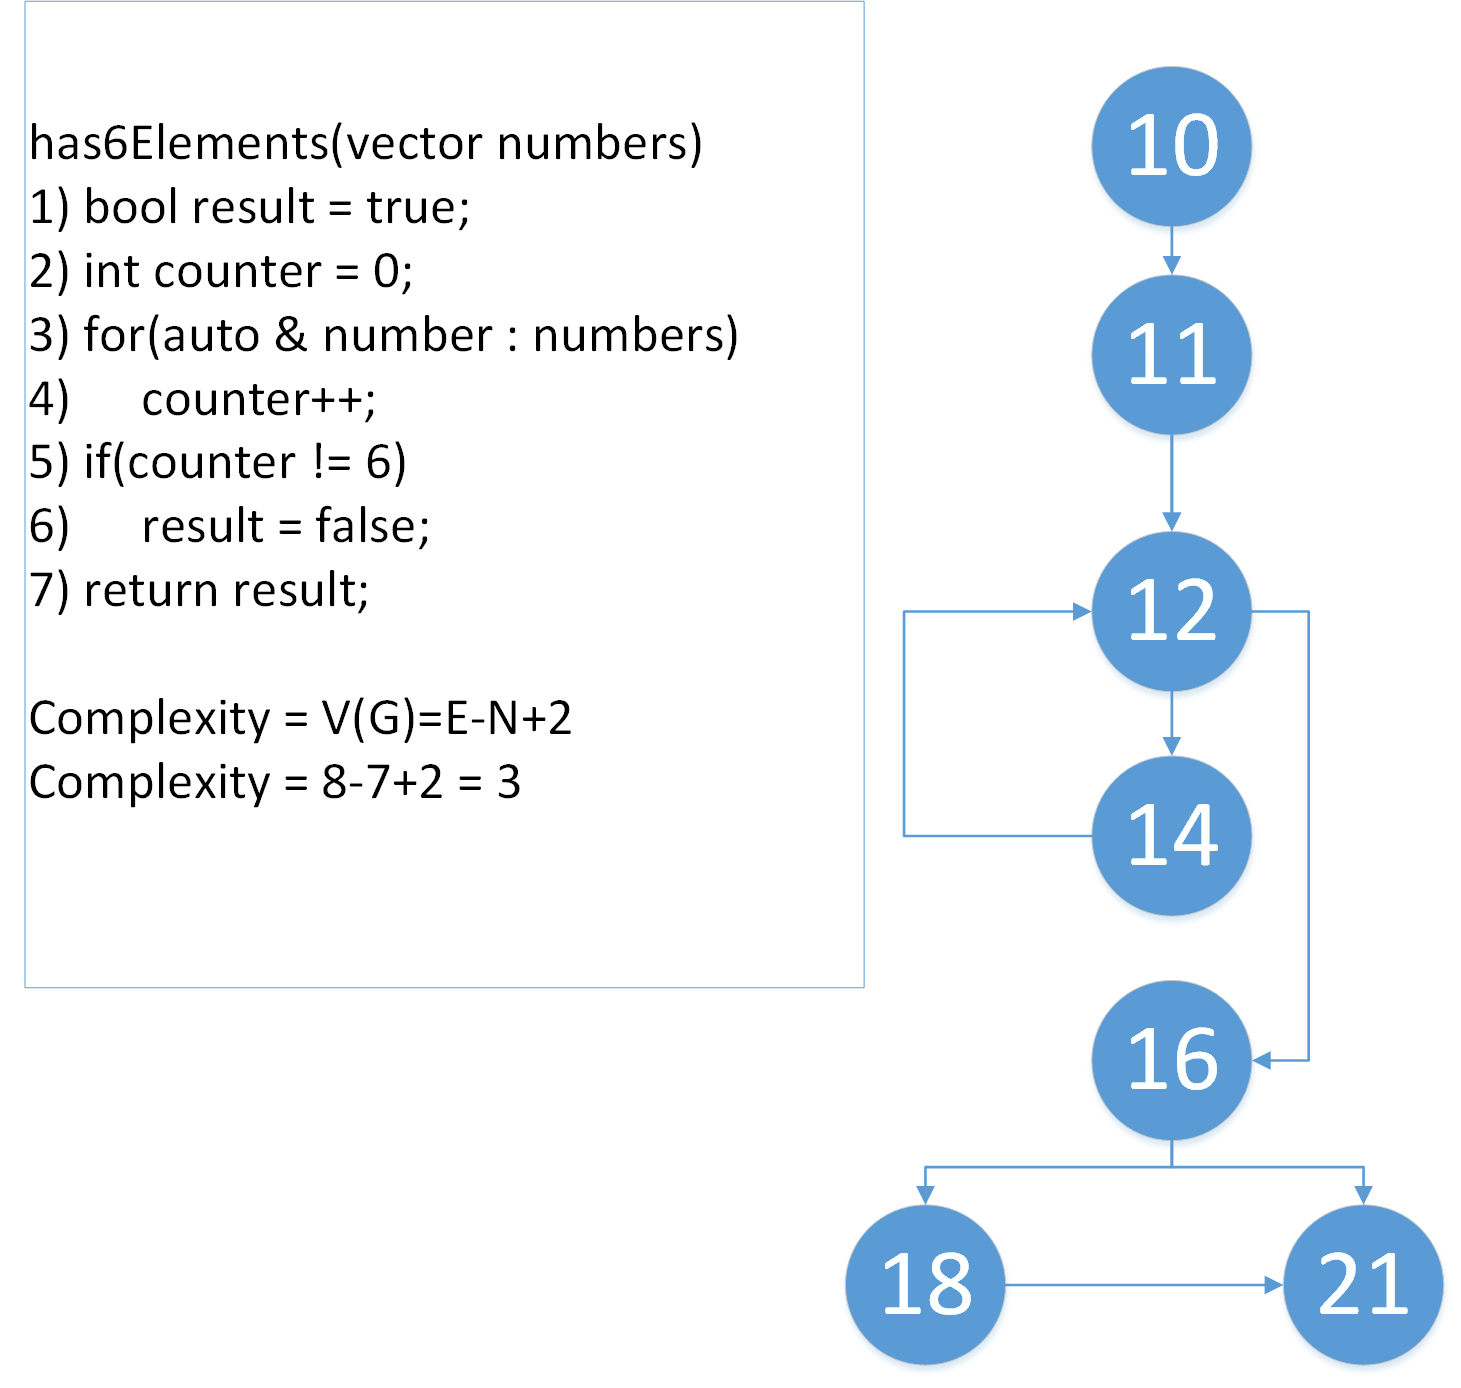 has6Elements(vector numbers)
1) bool result = true;
2) int counter = 0;
3) for(auto & number : numbers)
4)     counter++;
5) if(counter != 6)
6)     result = false;
7) return result;
Complexity = V(G)=E-N+2
Complexity = 8-7+2 = 3
10
11
12
14
16
18
21